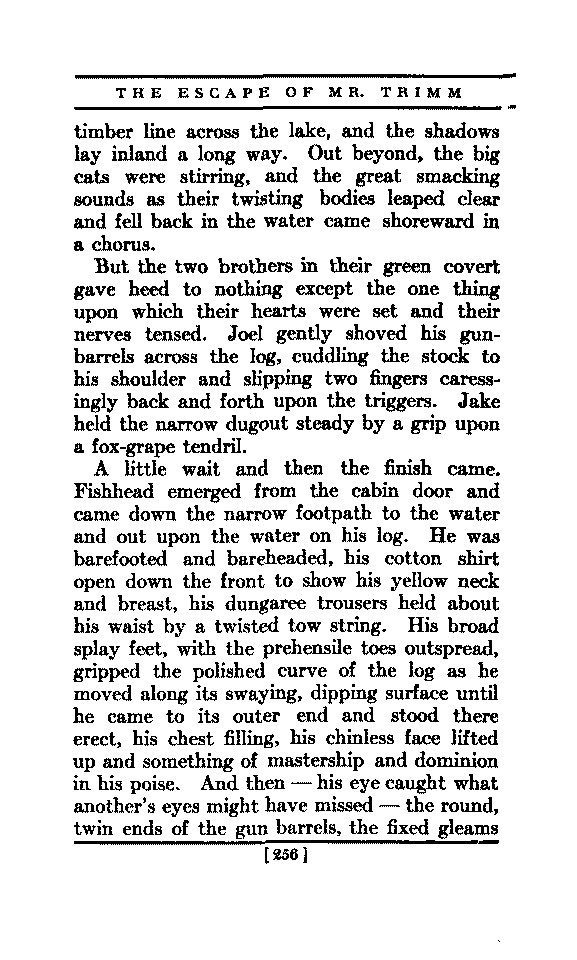 THE ESCAPE OF MR. TRIMM
timber line across the lake, and the shadows
lay inland a long way. Out beyond, the big
cats were stirring, and the great smacking
sounds as their twisting bodies leaped clear
and fell back in the water came shoreward in
a chorus.
But the two brothers in their green covert
gave heed to nothing except the one thing
upon which their hearts were set and their
nerves tensed. Joel gently shoved his gun-
barrels across the log, cuddling the stock to
his shoulder and slipping two fingers caress-
ingly back and forth upon the triggers. Jake
held the narrow dugout steady by a grip upon
a fox-grape tendril.
A little wait and then the finish came.
Fishhead emerged from the cabin door and
came down the narrow footpath to the water
and out upon the water on his log. He was
barefooted and bareheaded, his cotton shirt
open down the front to show his yellow neck
and breast, his dungaree trousers held about
his waist by a twisted tow string. His broad
splay feet, with the prehensile toes outspread,
gripped the polished curve of the log as he
moved along its swaying, dipping surface until
he came to its outer end and stood there
erect, his chest filling, his chinless face lifted
up and something of mastership and dominion
in his poise. And then — his eye caught what
another's eyes might have missed — the round,
twin ends of the gun barrels, the fixed gleams
[256]